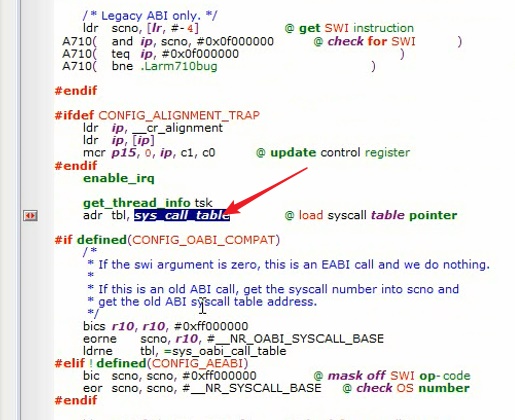 /* Legacy ABI only. */
ldr scno, [lr, #-4] @ get SWI instruction
A710( and ip, scno, #0x0f000000 @ check for SWI )
A710( teq ip, #0x0f000000 )
A710( bne .Larm710bug )
#endif
#ifdef CONFIG_ALIGNMENT_TRAP
ldr ip, __cr_alignment
ldr ip, [ip]
mcr p15, 0, ip, c1, c0 @ update control register
#endif
enable_irq
get_thread_info tsk
adr tbl, sys_call_table @ load syscall table pointer
#if defined(CONFIG_OABI_COMPAT)
/*
* If the swi argument is zero, this is an EABI call and we do nothing.
*
* If this is an old ABI call, get the syscall number into scno and
* get the old ABI syscall table address.
*/
bics r10, r10, #0xff000000
eorne scno, r10, #__NR_OABI_SYSCALL_BASE
ldrne tbl, =sys_oabi_call_table
#elif !defined(CONFIG_AEABI)
bic scno, scno, #0xff000000 @ mask off SWI op-code
eor scno, scno, #__NR_SYSCALL_BASE @ check OS number
#endif